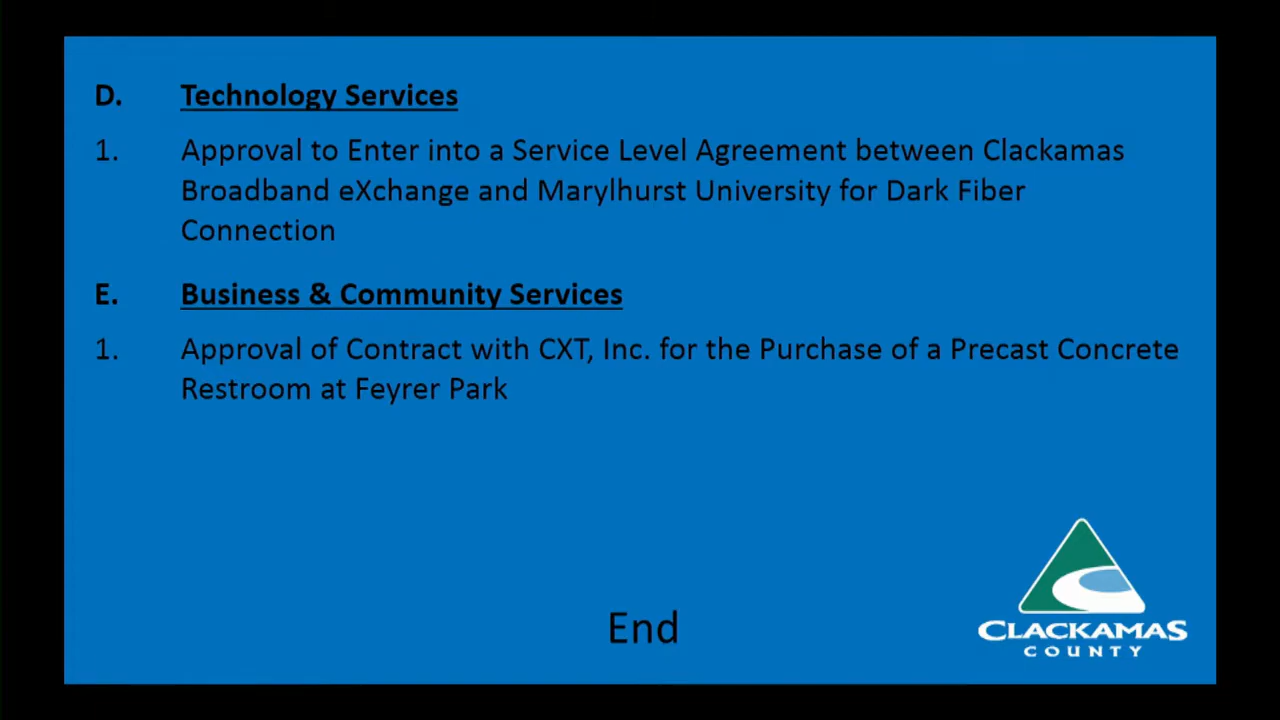 D. Technology Services
1. Approval to Enter into a Service Level Agreement between Clackamas
Broadband eXchange and Marylhurst University for Dark Fiber
Connection
E. Business & Community Services
1. Approval of Contract with CXT, Inc. for the Purchase of a Precast Concrete
Restroom at Feyrer Park
End
CLACKAMAS
COUNTY